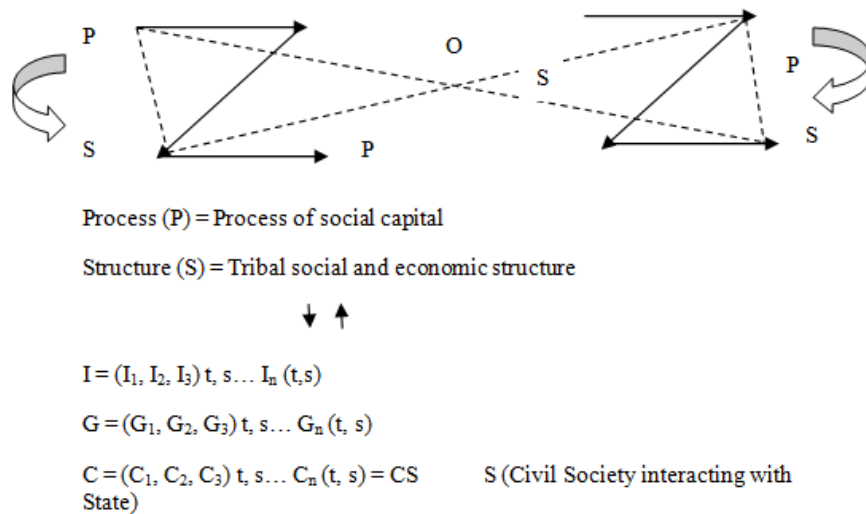 P
O
S
P
S
P
S
Process (P) = Process of social capital
Structure (S) = Tribal social and economic structure
I = (I₁, I₂, I₃) t, s… Iₙ (t,s)
G = (G₁, G₂, G₃) t, s… Gₙ (t, s)
C = (C₁, C₂, C₃) t, s… Cₙ (t, s) = CS S (Civil Society interacting with
State)